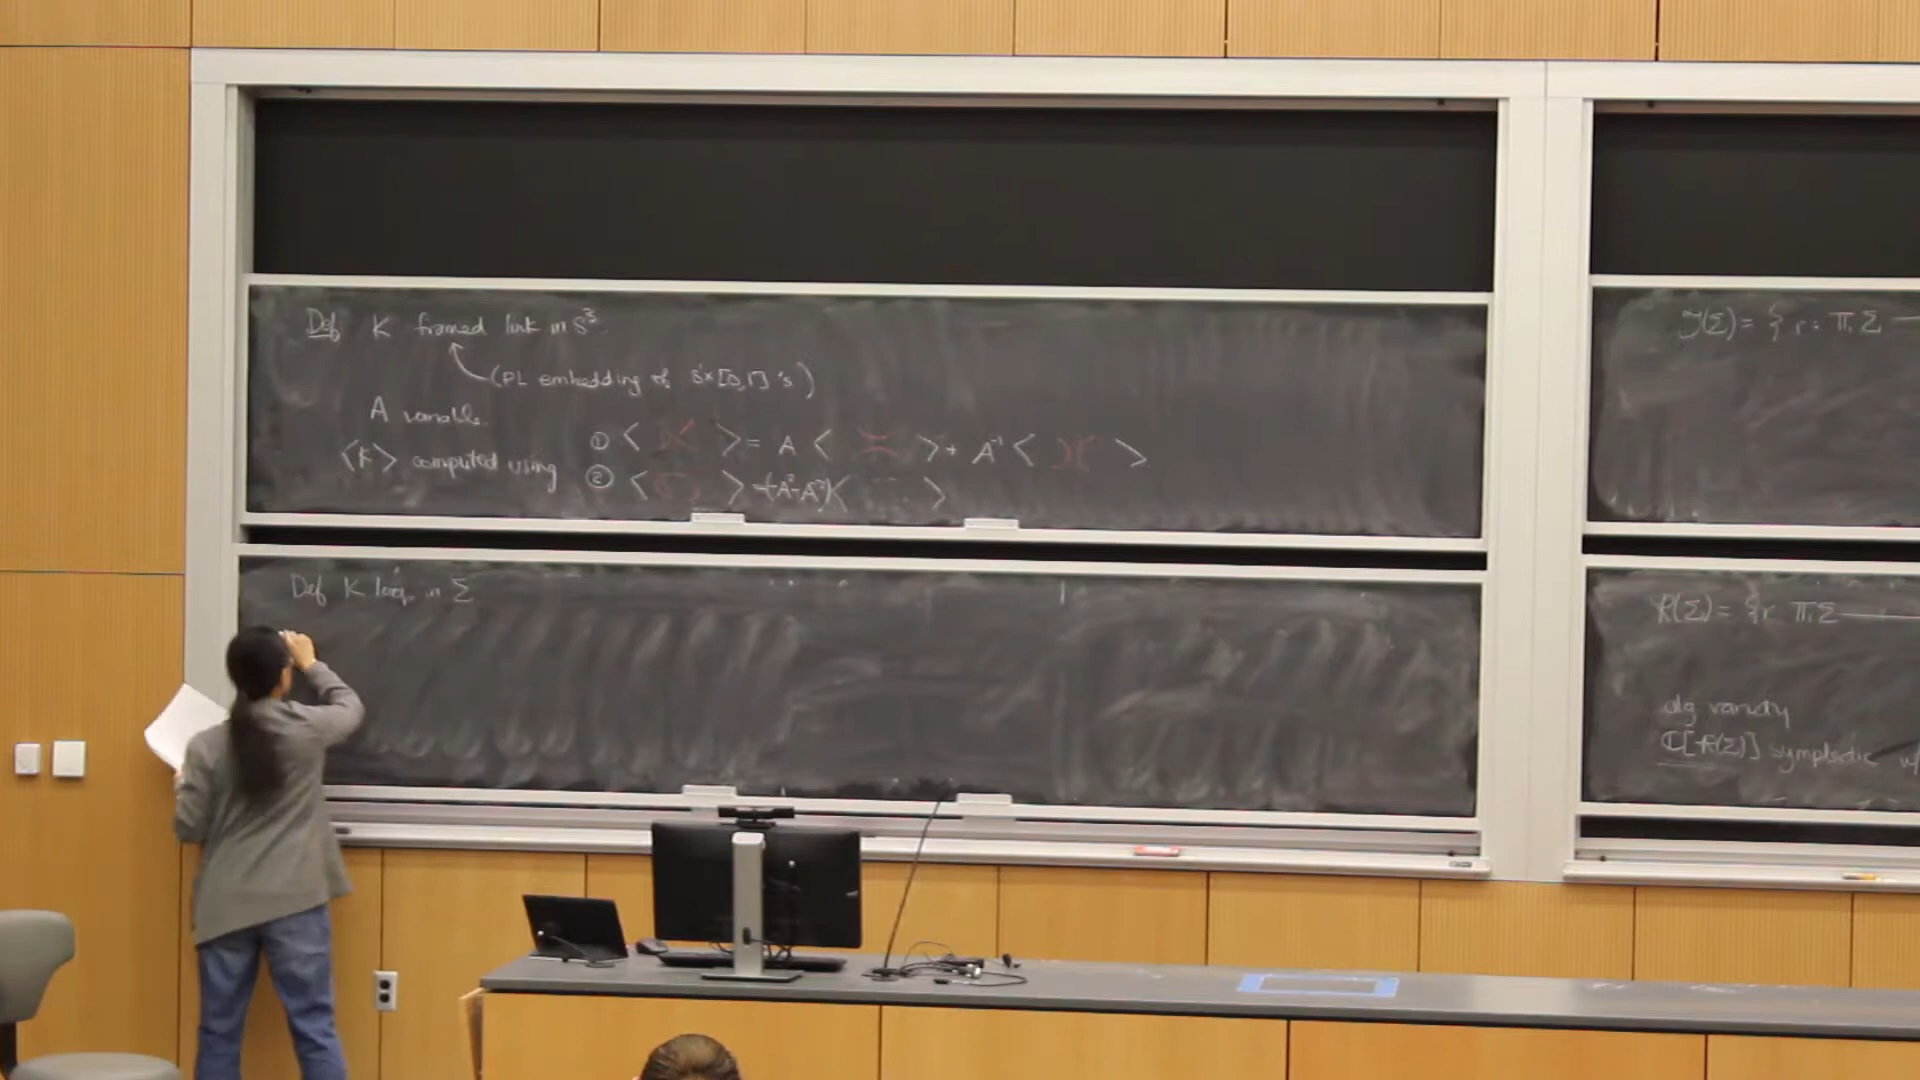 Def K framed link in S³.
(PL embedding of S¹×[0,1]'s)
A variable.
<K> computed using
① < > = A < > + A⁻¹ < >
② < > = (-A²-A⁻²) < >
Def K loop in Σ
𝒯(Σ) = { r : π₁Σ —
R(Σ) = { r π₁Σ —
alg variety
ℂ[R(Σ)] symplectic w/